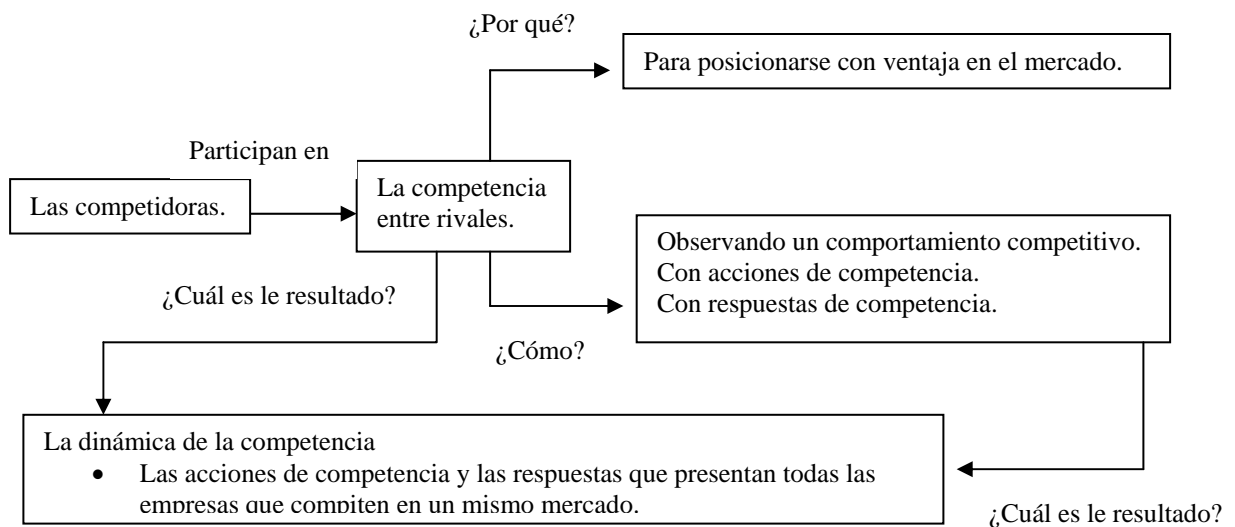 ¿Por qué?
Para posicionarse con ventaja en el mercado.
Participan en
Las competidoras.
La competencia
entre rivales.
Observando un comportamiento competitivo.
Con acciones de competencia.
Con respuestas de competencia.
¿Cuál es le resultado?
¿Cómo?
La dinámica de la competencia
• Las acciones de competencia y las respuestas que presentan todas las
empresas que compiten en un mismo mercado.
¿Cuál es le resultado?